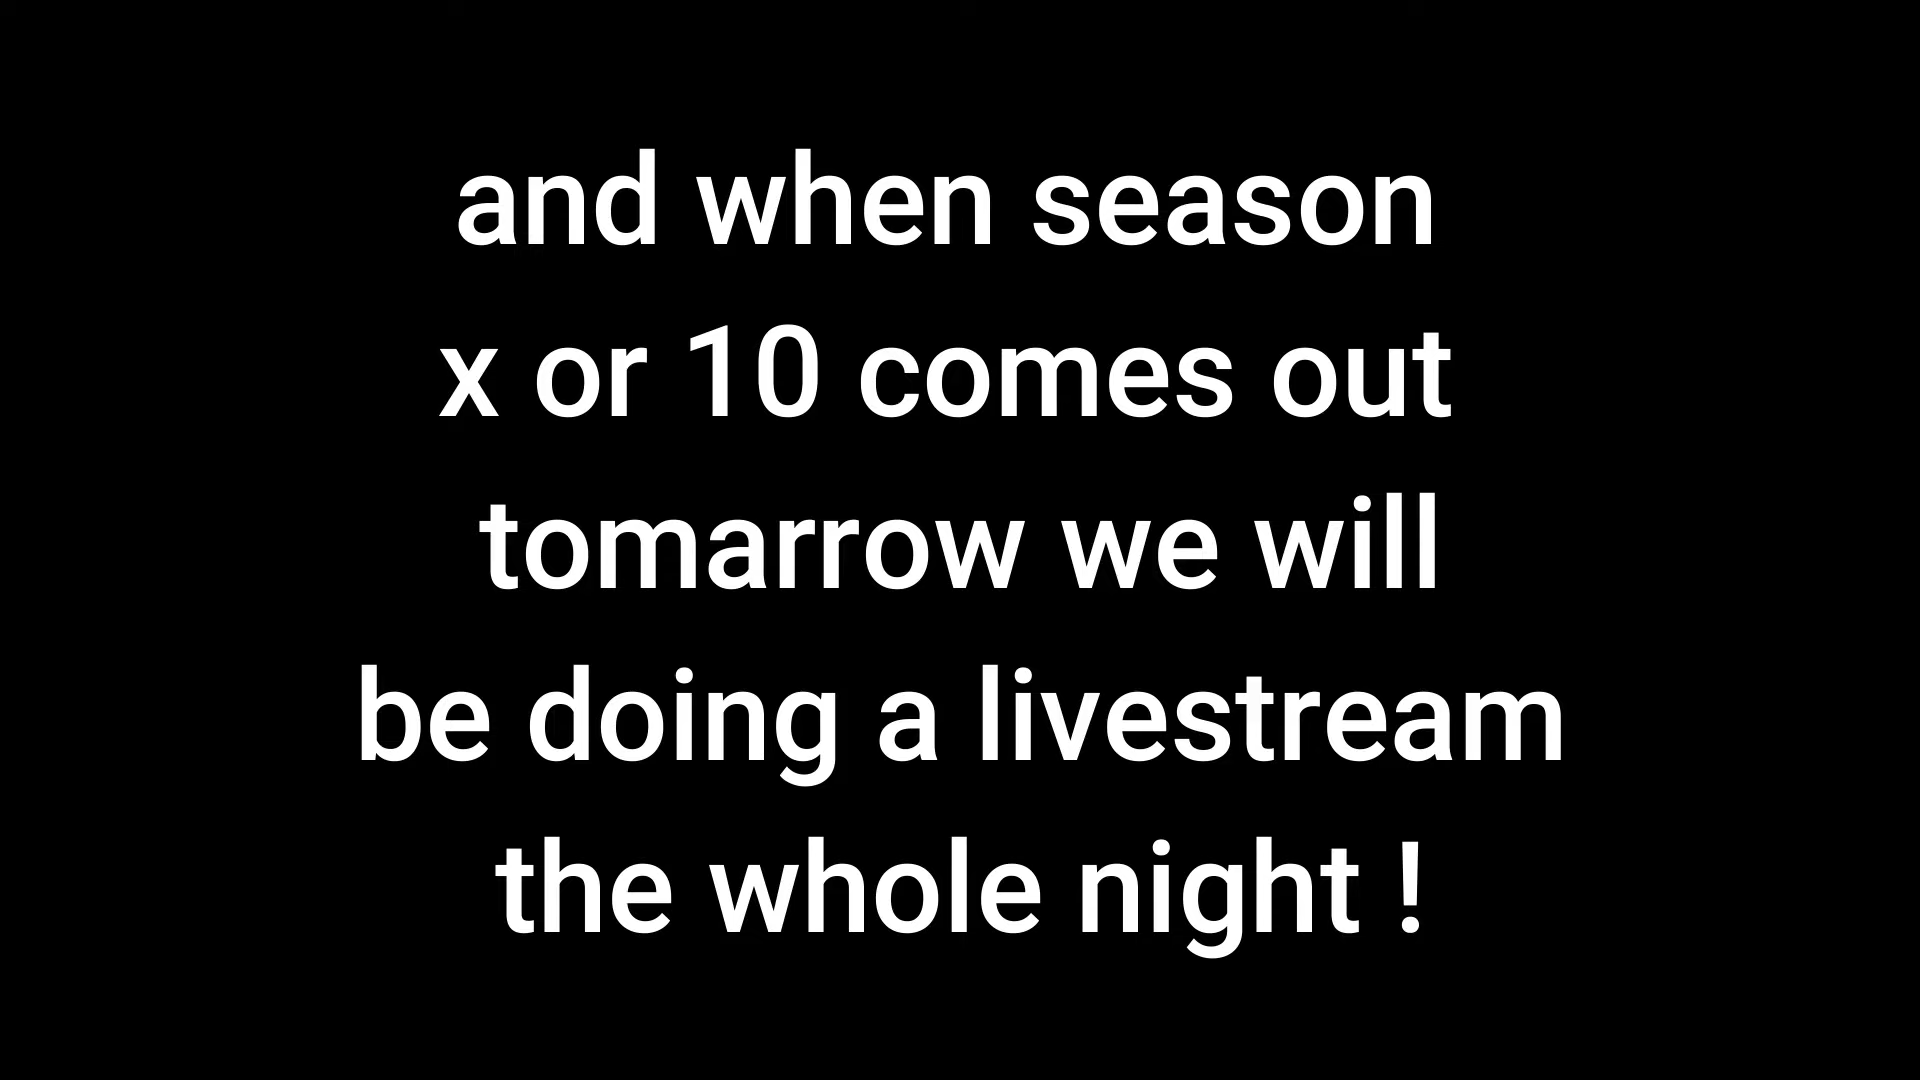 and when season
x or 10 comes out
tomarrow we will
be doing a livestream
the whole night !